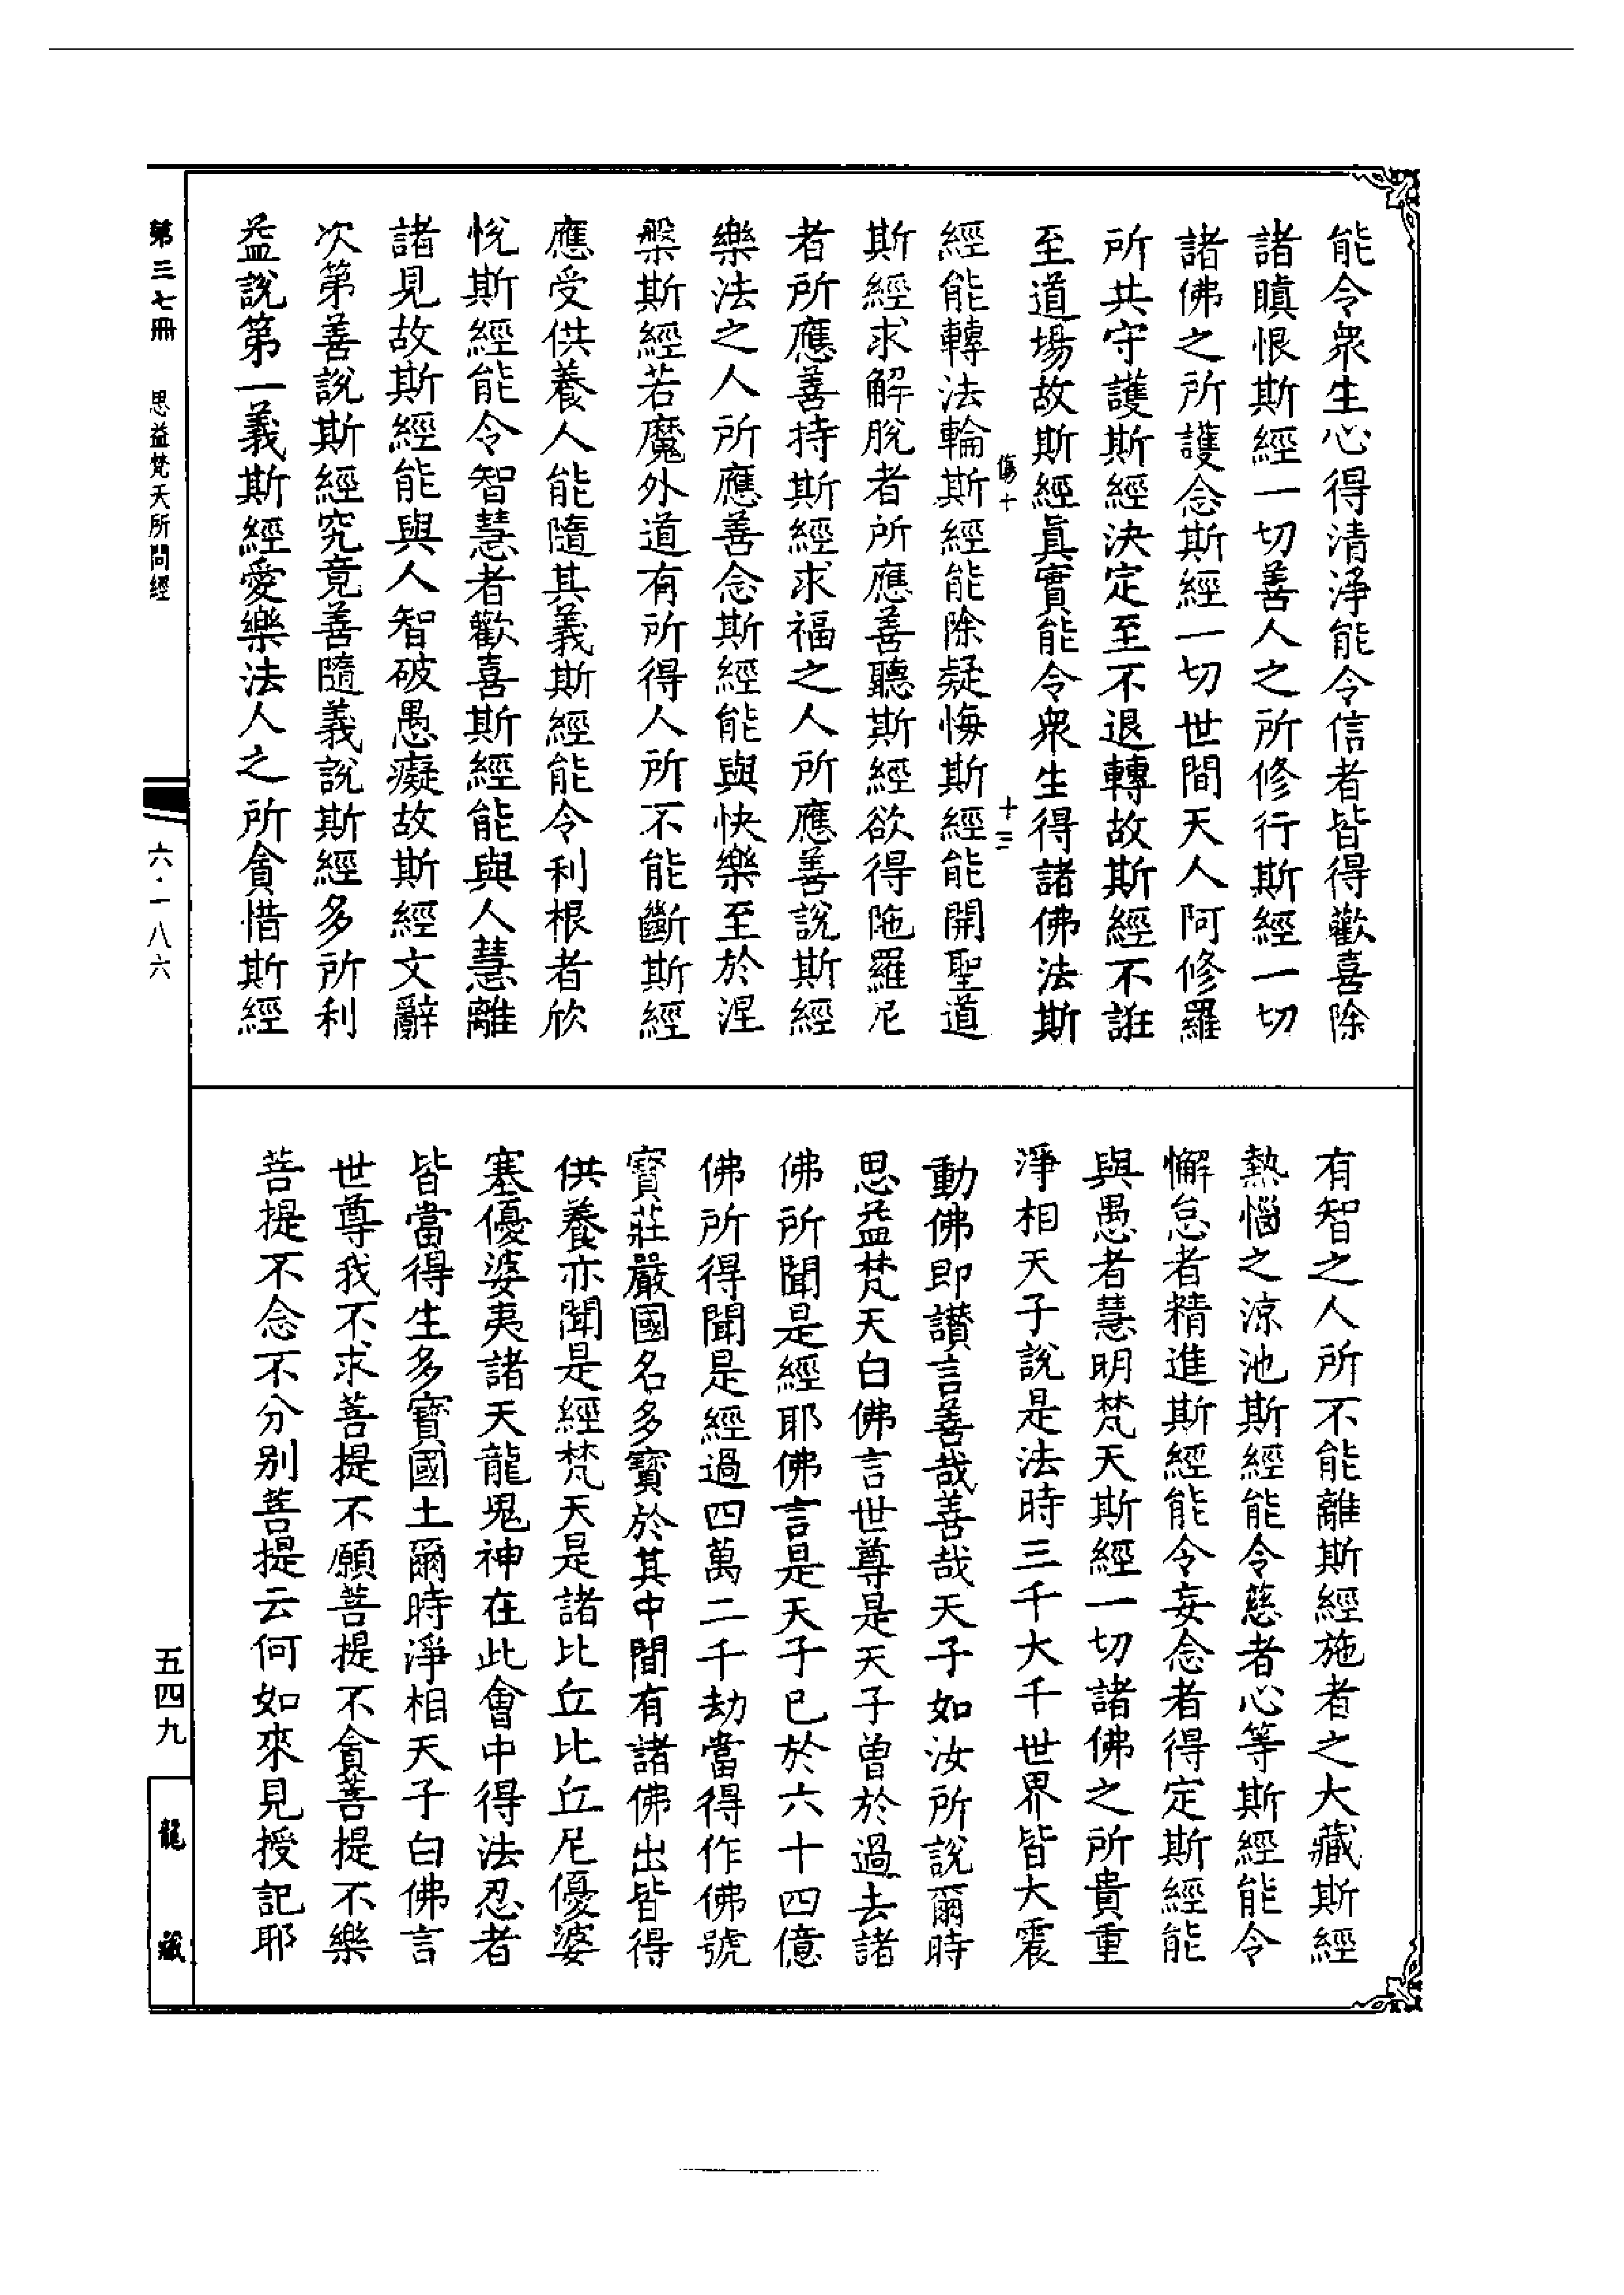 能令衆生心得清淨能令信者皆得歡喜除
諸瞋恨斯經一切善人之所修行斯經一切
諸佛之所護念斯經一切世間天人阿修羅
所共守護斯經決定至不退轉故斯經不誑
至道場故斯經眞實能令衆生得諸佛法斯
傷十 十三
經能轉法輪斯經能除疑悔斯經能開聖道
斯經求解脫者所應善聽斯經欲得陁羅尼
者所應善持斯經求福之人所應善說斯經
樂法之人所應善念斯經能與快樂至於涅
槃斯經若魔外道有所得人所不能斷斯經
應受供養人能隨其義斯經能令利根者欣
悅斯經能令智慧者歡喜斯經能與人慧離
諸見故斯經能與人智破愚癡故斯經文辭
次第善說斯經究竟善隨義說斯經多所利
益說第一義斯經愛樂法人之所貪惜斯經
有智之人所不能離斯經施者之大藏斯經
熱惱之涼池斯經能令慈者心等斯經能令
懈怠者精進斯經能令妄念者得定斯經能
與愚者慧明梵天斯經一切諸佛之所貴重
淨相天子說是法時三千大千世界皆大震
動佛即讚言善哉善哉天子如汝所說爾時
思益梵天白佛言世尊是天子曾於過去諸
佛所聞是經耶佛言是天子已於六十四億
佛所得聞是經過四萬二千劫當得作佛號
寳莊嚴國名多寳於其中間有諸佛出皆得
供養亦聞是經梵天是諸比丘比丘尼優婆
塞優婆夷諸天龍鬼神在此會中得法忍者
皆當得生多寳國土爾時淨相天子白佛言
世尊我不求菩提不願菩提不貪菩提不樂
菩提不念不分别菩提云何如來見授記耶
第三七冊 思益梵天所問經
六·一八六
五四九
龍藏